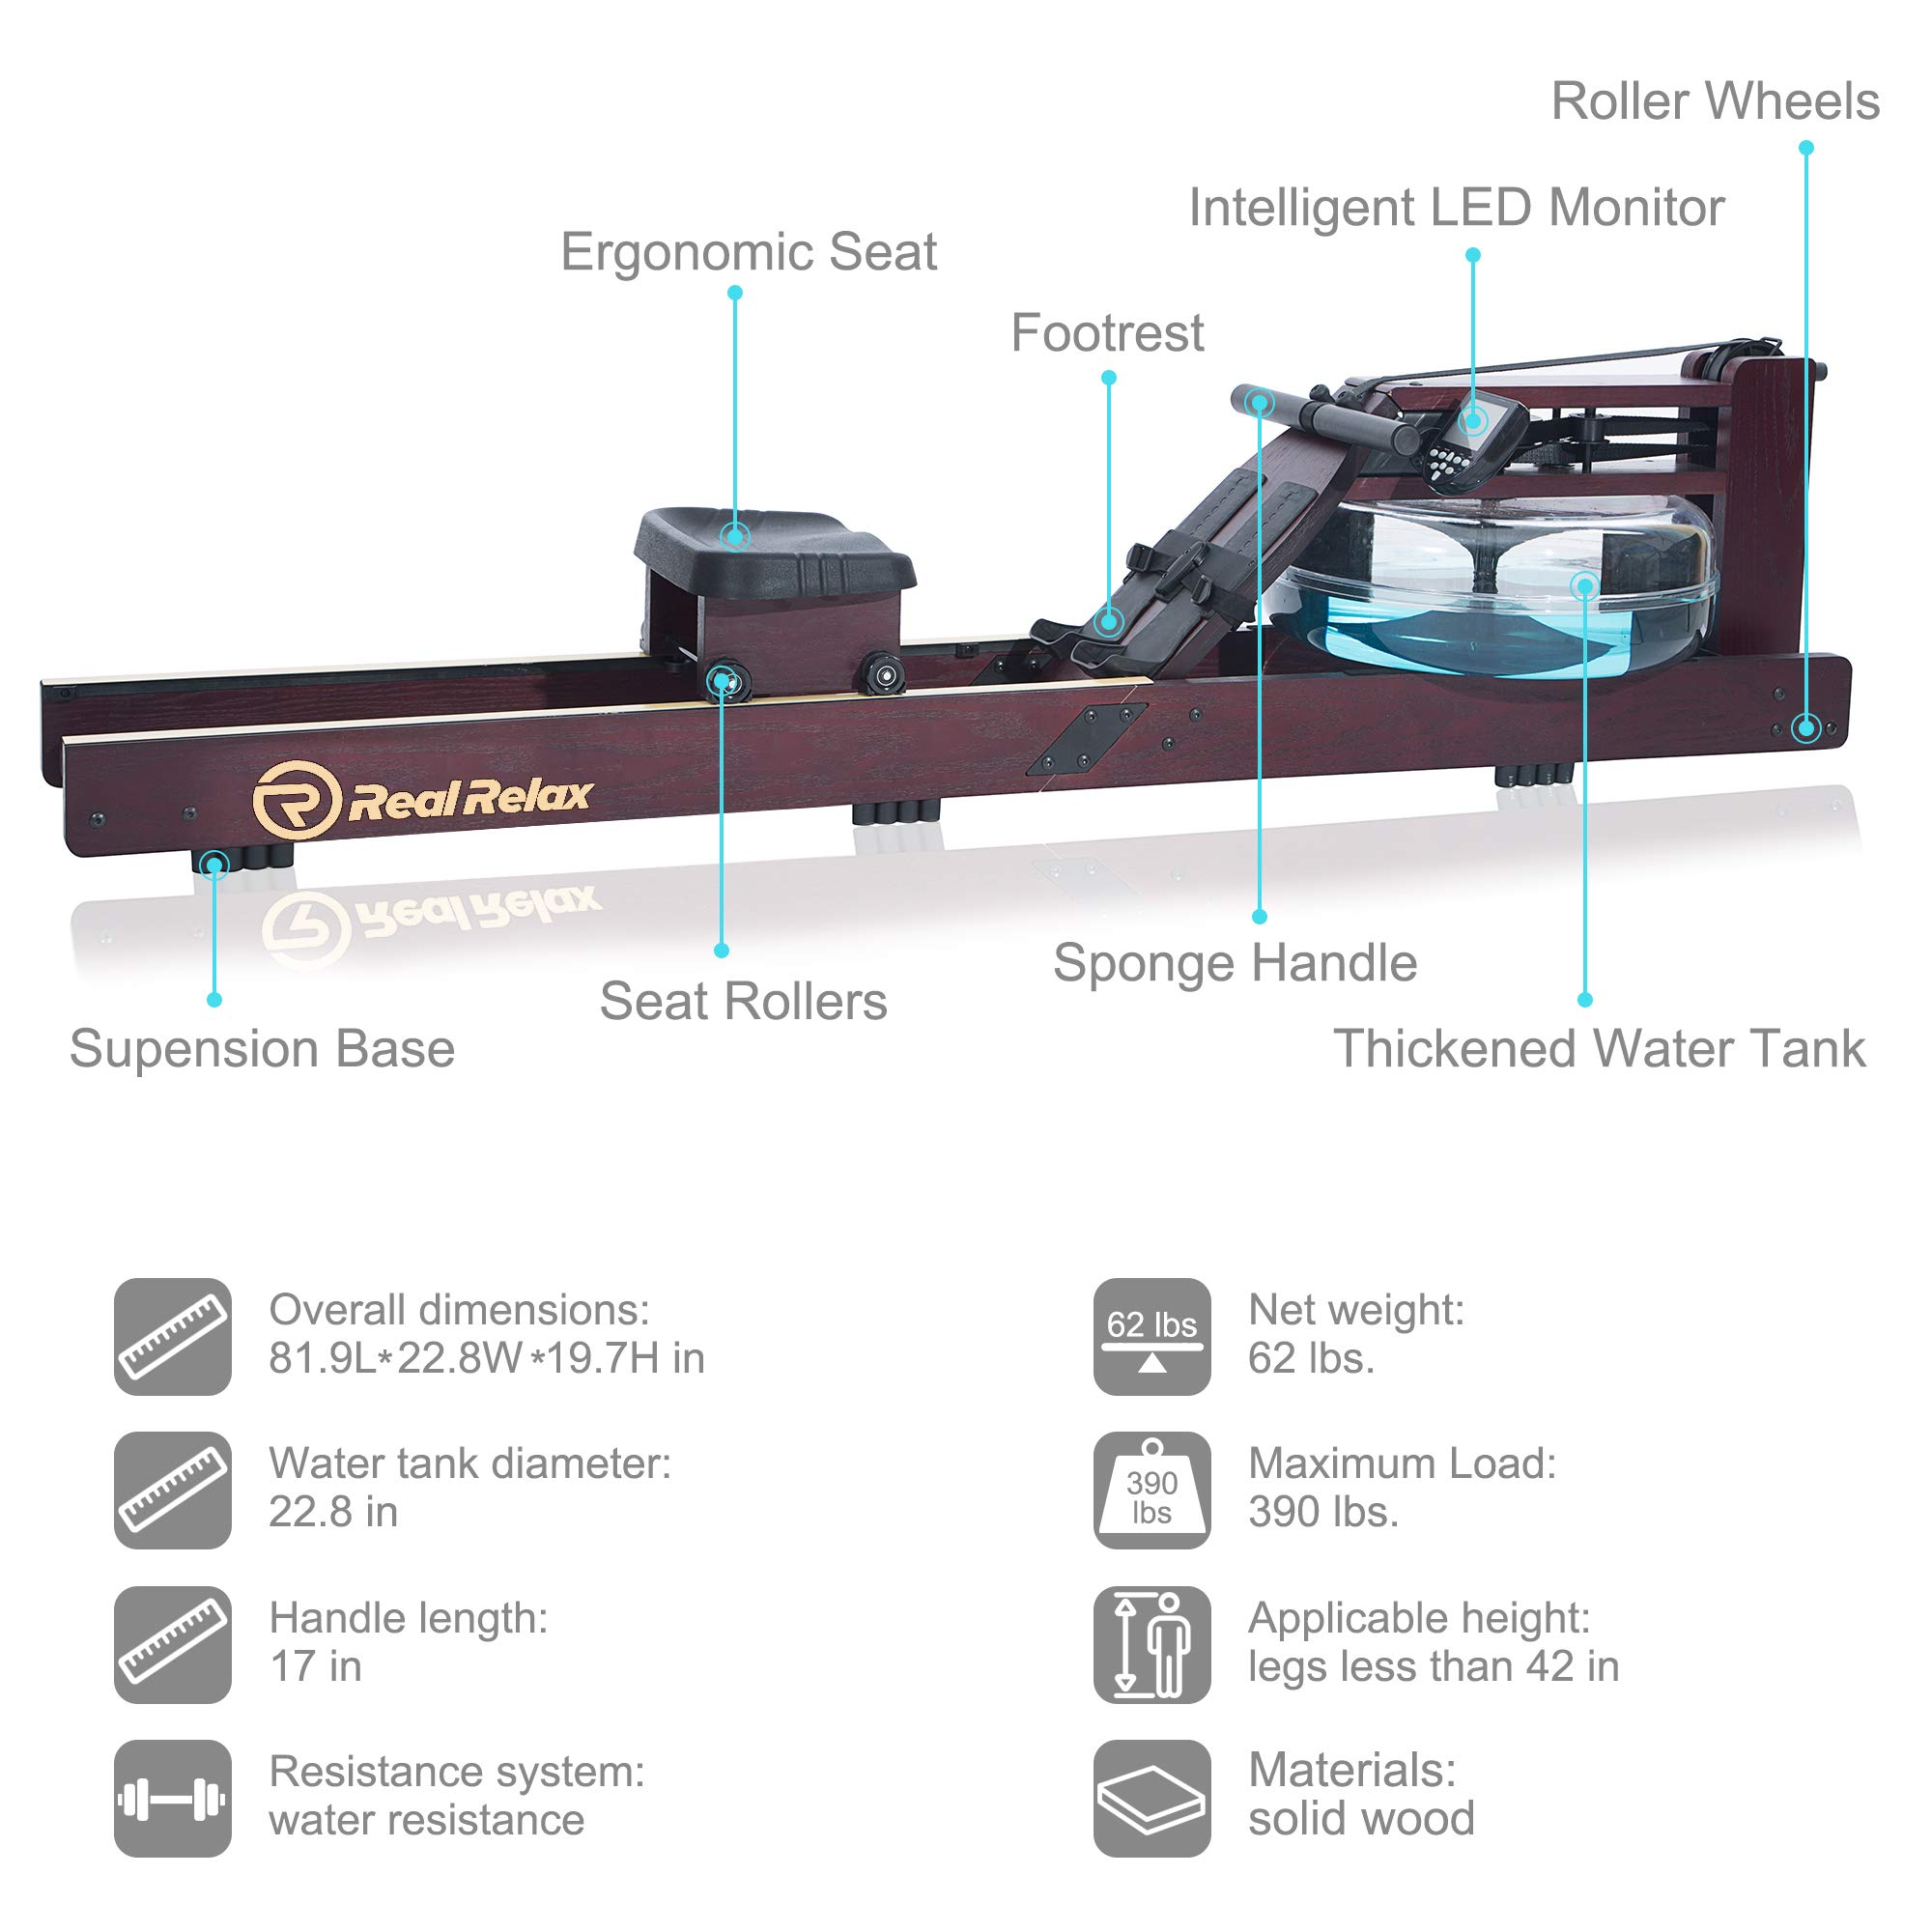 Roller Wheels
Intelligent LED Monitor
Ergonomic Seat
Footrest
Real Relax
Real Relax
Sponge Handle
Seat Rollers
Supension Base
Thickened Water Tank
Overall dimensions:
81.9L*22.8W*19.7H in
62 lbs
Net weight:
62 lbs.
Water tank diameter:
22.8 in
390
lbs
Maximum Load:
390 lbs.
Handle length:
17 in
Applicable height:
legs less than 42 in
Resistance system:
water resistance
Materials:
solid wood